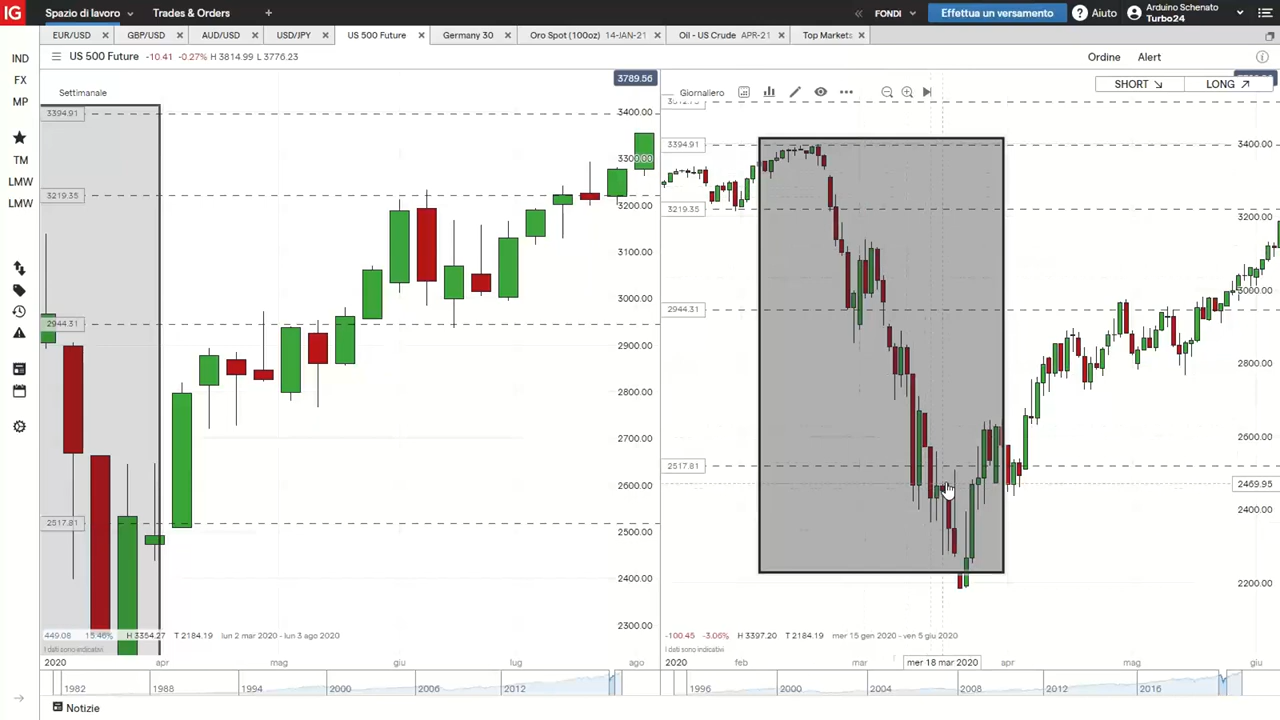 IG Spazio di lavoro Trades & Orders + FONDI Effettua un versamento Aiuto Arduino Schenato
Turbo24
EUR/USD GBP/USD AUD/USD USD/JPY US 500 Future Germany 30 Oro Spot (100oz) 14-JAN-21 Oil - US Crude APR-21 Top Markets
US 500 Future -10.41 -0.27% H 3814.99 L 3776.23 Ordine Alert
IND
FX
MP
TM
LMW
LMW
Settimanale
3789.56
3394.91
3400.00
3300.00
3219.35
3200.00
3100.00
3000.00
2944.31
2900.00
2800.00
2700.00
2600.00
2517.81
2500.00
2400.00
2300.00
449.08 15.46% H 3354.27 T 2184.19 lun 2 mar 2020 - lun 3 ago 2020
I dati sono indicativi
2020 apr mag giu lug ago
1982 1988 1994 2000 2006 2012
Giornaliero
SHORT LONG
3394.91
3400.00
3219.35
3200.00
3000.00
2944.31
2800.00
2600.00
2517.81
2469.95
2400.00
2200.00
-100.45 -3.06% H 3397.20 T 2184.19 mer 15 gen 2020 - ven 5 giu 2020
I dati sono indicativi
2020 feb mar mer 18 mar 2020 apr mag giu
1996 2000 2004 2008 2012 2016
Notizie